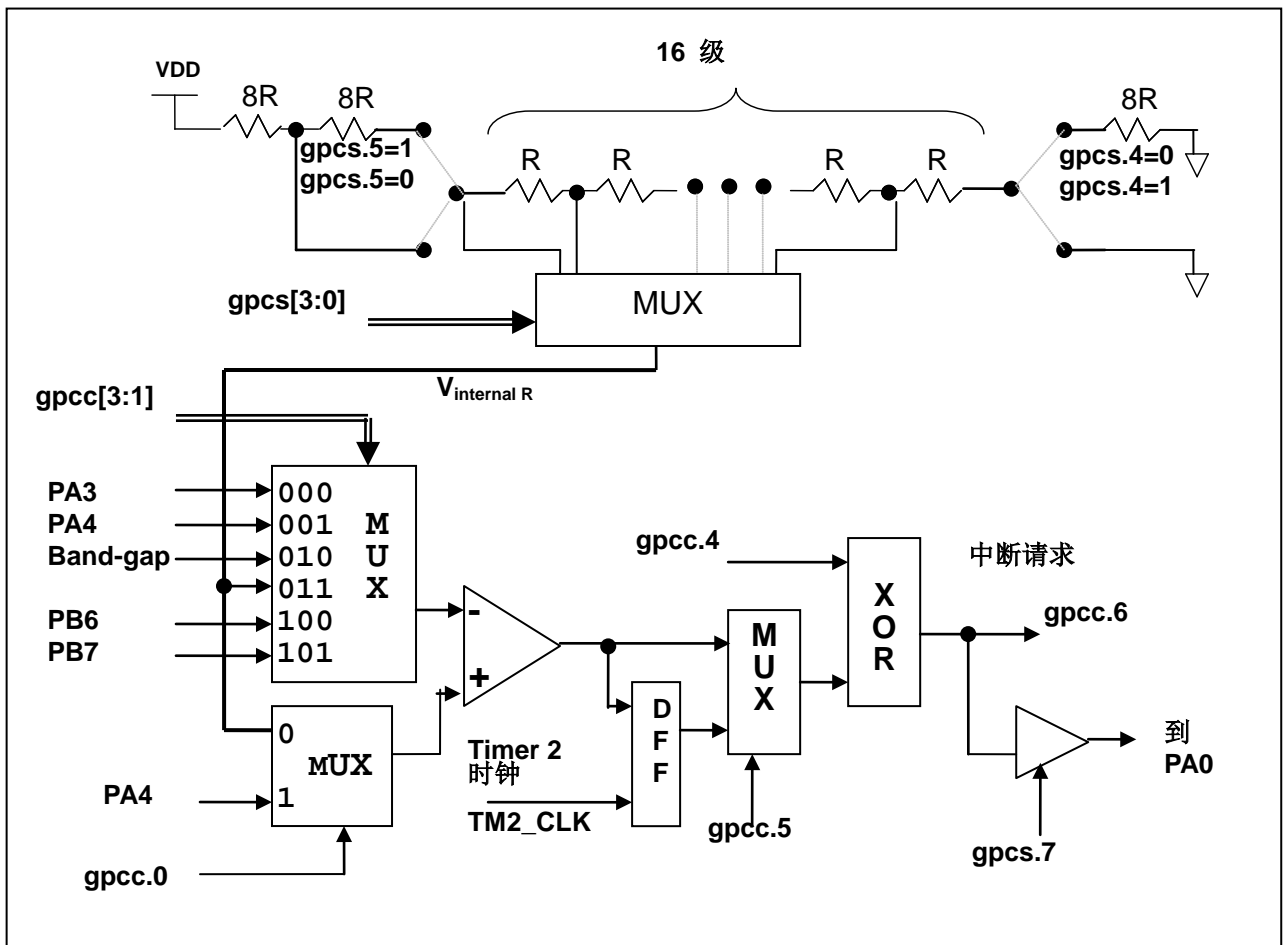 16 级
VDD
8R
8R
8R
gpcs.5=1
gpcs.5=0
R
R
R
R
gpcs.4=0
gpcs.4=1
gpcs[3:0]
MUX
V internal R
gpcc[3:1]
PA3
PA4
Band-gap
PB6
PB7
000
001
010
011
100
101
M
U
X
-
+
gpcc.4
X
O
R
中断请求
gpcc.6
M
U
X
D
F
F
0
1
MUX
PA4
gpcc.0
Timer 2
时钟
TM2_CLK
gpcc.5
到
PA0
gpcs.7